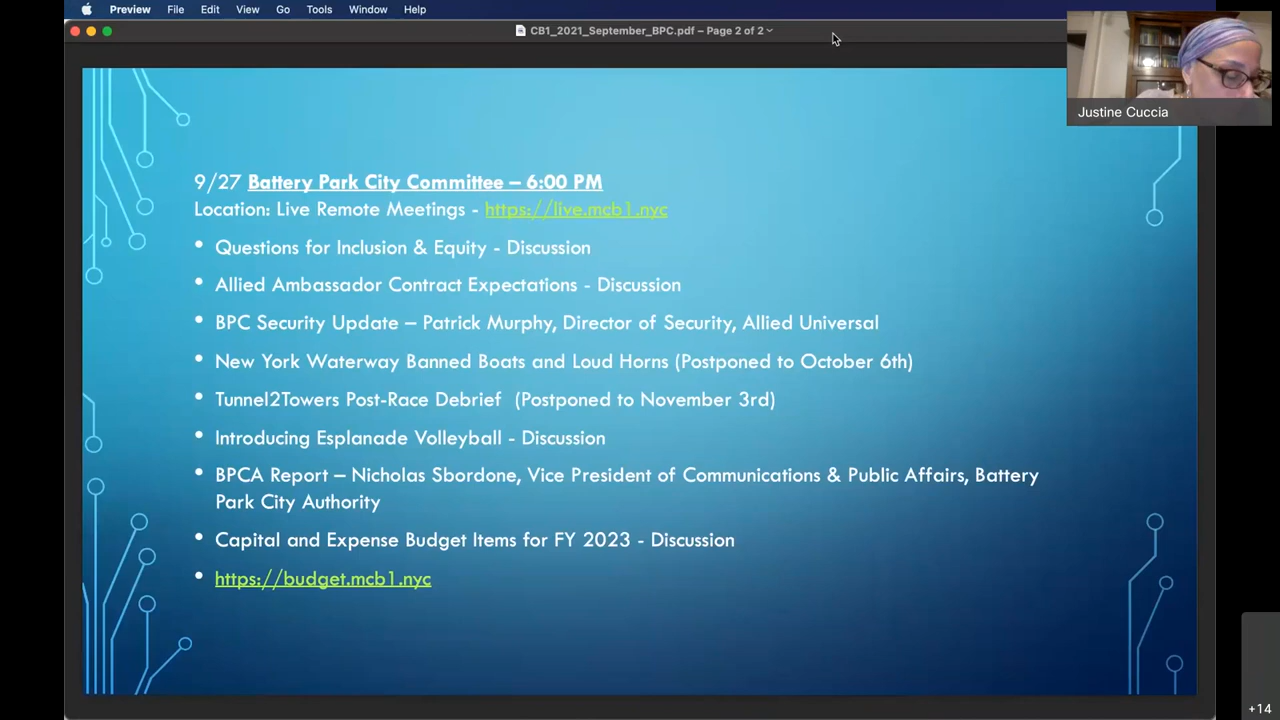 Preview File Edit View Go Tools Window Help
CB1_2021_September_BPC.pdf – Page 2 of 2
Justine Cuccia
9/27 Battery Park City Committee – 6:00 PM
Location: Live Remote Meetings - https://live.mcb1.nyc
• Questions for Inclusion & Equity - Discussion
• Allied Ambassador Contract Expectations - Discussion
• BPC Security Update – Patrick Murphy, Director of Security, Allied Universal
• New York Waterway Banned Boats and Loud Horns (Postponed to October 6th)
• Tunnel2Towers Post-Race Debrief (Postponed to November 3rd)
• Introducing Esplanade Volleyball - Discussion
• BPCA Report – Nicholas Sbordone, Vice President of Communications & Public Affairs, Battery
Park City Authority
• Capital and Expense Budget Items for FY 2023 - Discussion
• https://budget.mcb1.nyc
+14